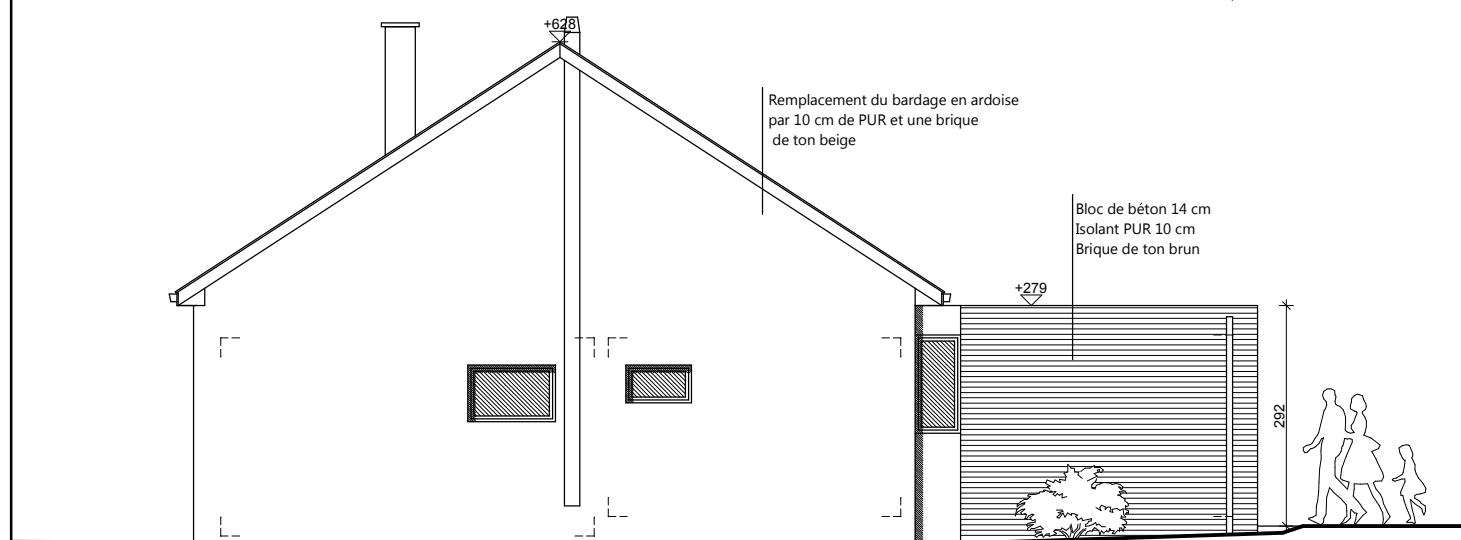 +628
Remplacement du bardage en ardoise
par 10 cm de PUR et une brique
de ton beige
Bloc de béton 14 cm
Isolant PUR 10 cm
Brique de ton brun
+279
292